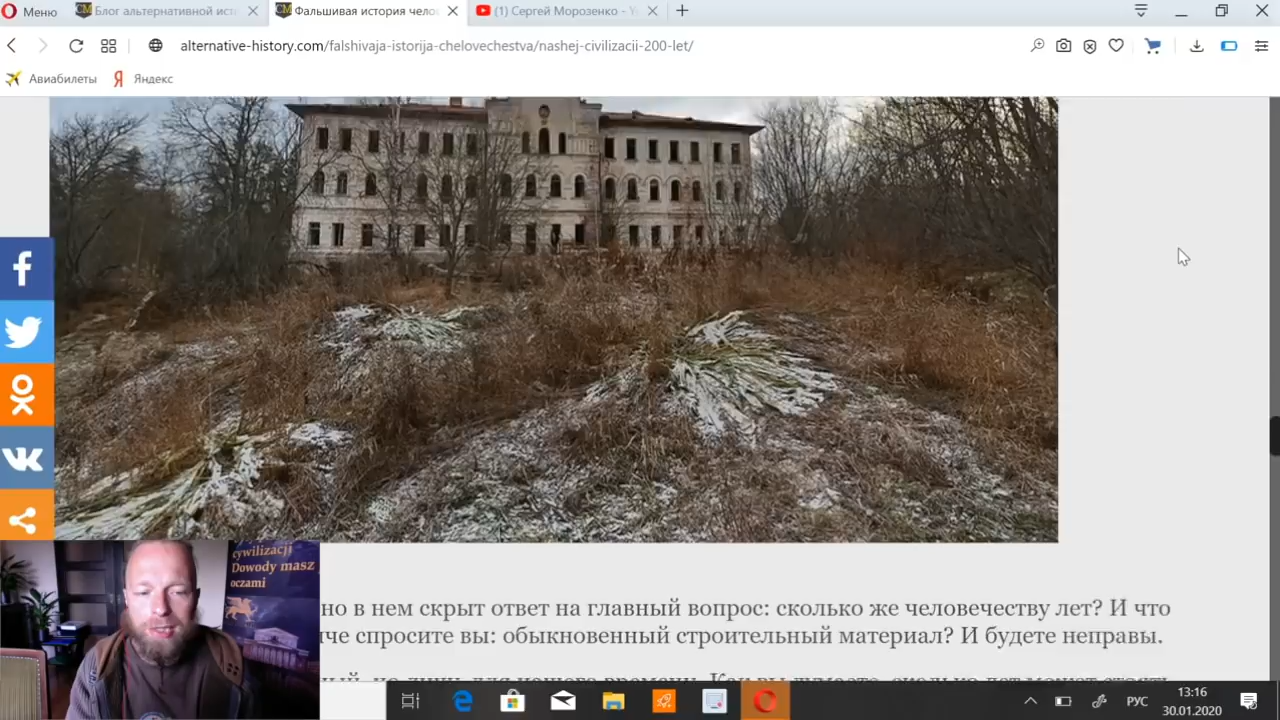 Меню
Блог альтернативной ист
Фальшивая история чело
(1) Сергей Морозенко - Y
alternative-history.com/falshivaja-istorija-chelovechestva/nashej-civilizacii-200-let/
Авиабилеты
Яндекс
cywilizacji
Dowody masz
oczami
но в нем скрыт ответ на главный вопрос: сколько же человечеству лет? И что
че спросите вы: обыкновенный строительный материал? И будете неправы.
РУС
13:16
30.01.2020